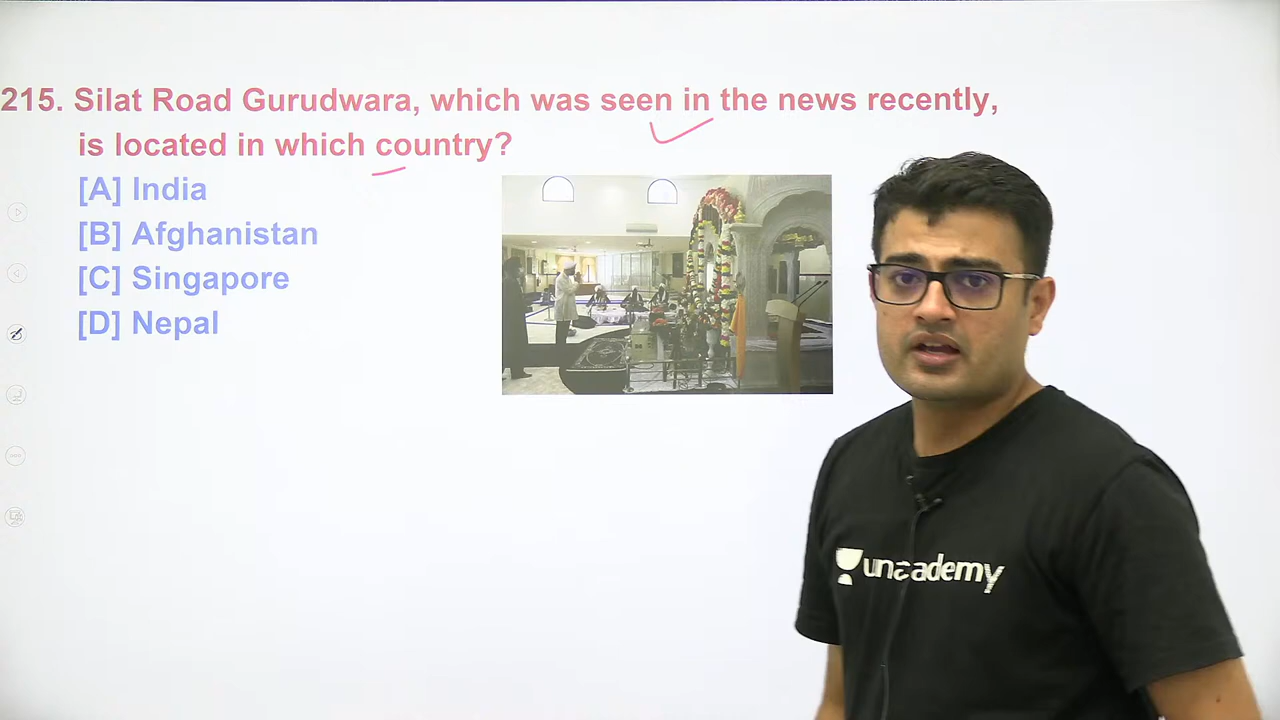 215. Silat Road Gurudwara, which was seen in the news recently,
is located in which country?
[A] India
[B] Afghanistan
[C] Singapore
[D] Nepal
unacademy